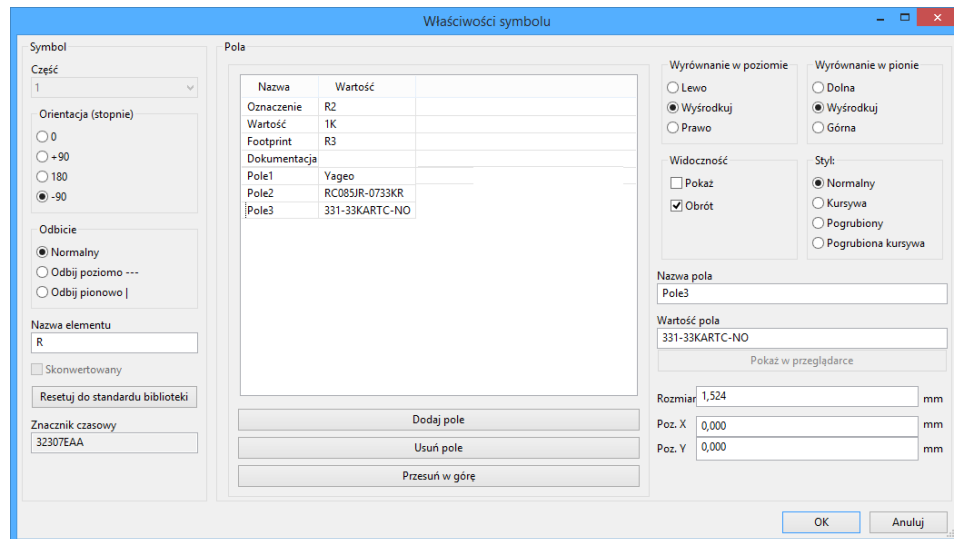 Właściwości symbolu
Symbol
Część
1
Orientacja (stopnie)
0
+90
180
-90
Odbicie
Normalny
Odbij poziomo ---
Odbij pionowo |
Nazwa elementu
R
Skonwertowany
Resetuj do standardu biblioteki
Znacznik czasowy
32307EAA
Pola
Nazwa Wartość
Oznaczenie R2
Wartość 1K
Footprint R3
Dokumentacja
Pole1 Yageo
Pole2 RC085JR-0733KR
Pole3 331-33KARTC-NO
Dodaj pole
Usuń pole
Przesuń w górę
Wyrównanie w poziomie
Lewo
Wyśrodkuj
Prawo
Wyrównanie w pionie
Dolna
Wyśrodkuj
Górna
Widoczność
Pokaż
Obrót
Styl:
Normalny
Kursywa
Pogrubiony
Pogrubiona kursywa
Nazwa pola
Pole3
Wartość pola
331-33KARTC-NO
Pokaż w przeglądarce
Rozmiar 1,524 mm
Poz. X 0,000 mm
Poz. Y 0,000 mm
OK Anuluj